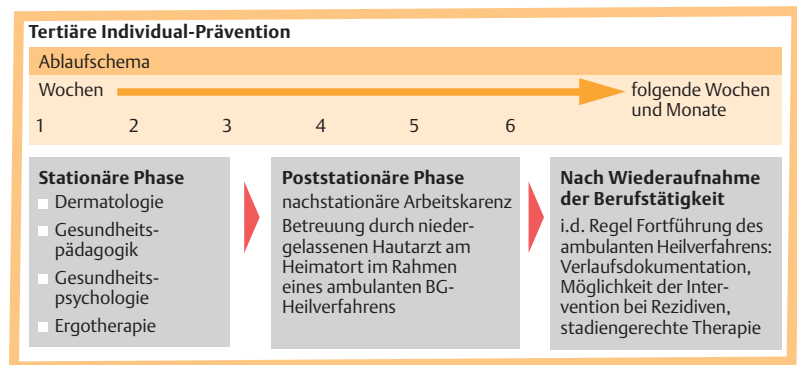 Tertiäre Individual-Prävention
Ablaufschema
Wochen
folgende Wochen
und Monate
1 2 3 4 5 6
Stationäre Phase
Dermatologie
Gesundheits-
pädagogik
Gesundheits-
psychologie
Ergotherapie
Poststationäre Phase
nachstationäre Arbeitskarenz
Betreuung durch nieder-
gelassenen Hautarzt am
Heimatort im Rahmen
eines ambulanten BG-
Heilverfahrens
Nach Wiederaufnahme
der Berufstätigkeit
i.d. Regel Fortführung des
ambulanten Heilverfahrens:
Verlaufsdokumentation,
Möglichkeit der Inter-
vention bei Rezidiven,
stadiengerechte Therapie